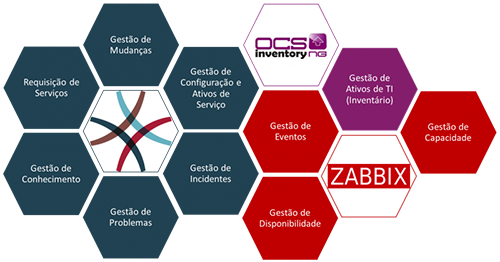 Gestão de
Mudanças
OCS
inventory NG
Requisição de
Serviços
Gestão de
Configuração e
Ativos de
Serviço
Gestão de
Ativos de TI
(Inventário)
Gestão de
Eventos
Gestão de
Capacidade
Gestão de
Conhecimento
Gestão de
Incidentes
ZABBIX
Gestão de
Problemas
Gestão de
Disponibilidade